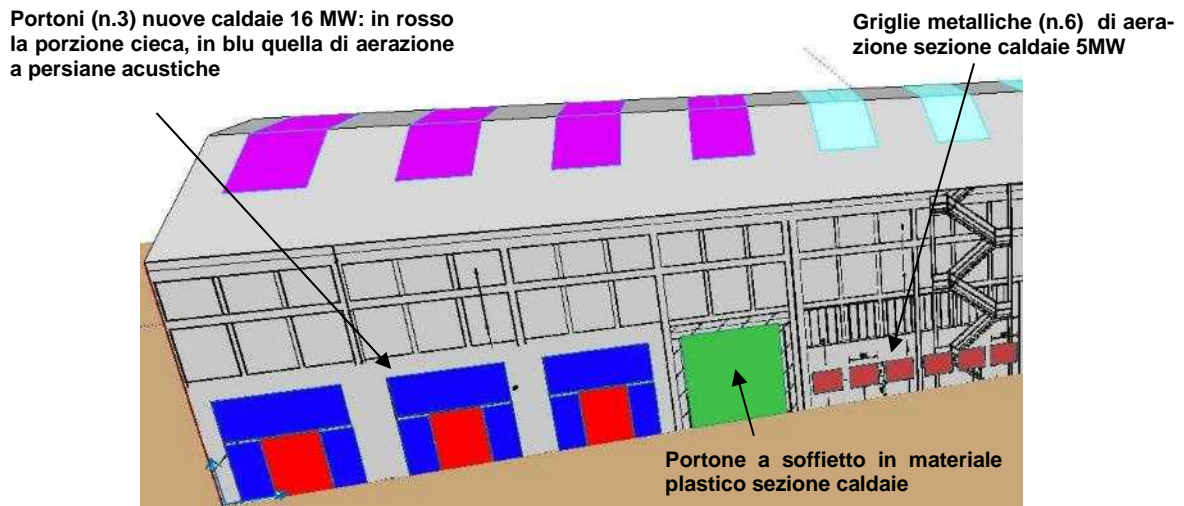 Portoni (n.3) nuove caldaie 16 MW: in rosso
la porzione cieca, in blu quella di aerazione
a persiane acustiche
Griglie metalliche (n.6) di aera-
zione sezione caldaie 5MW
Portone a soffietto in materiale
plastico sezione caldaie